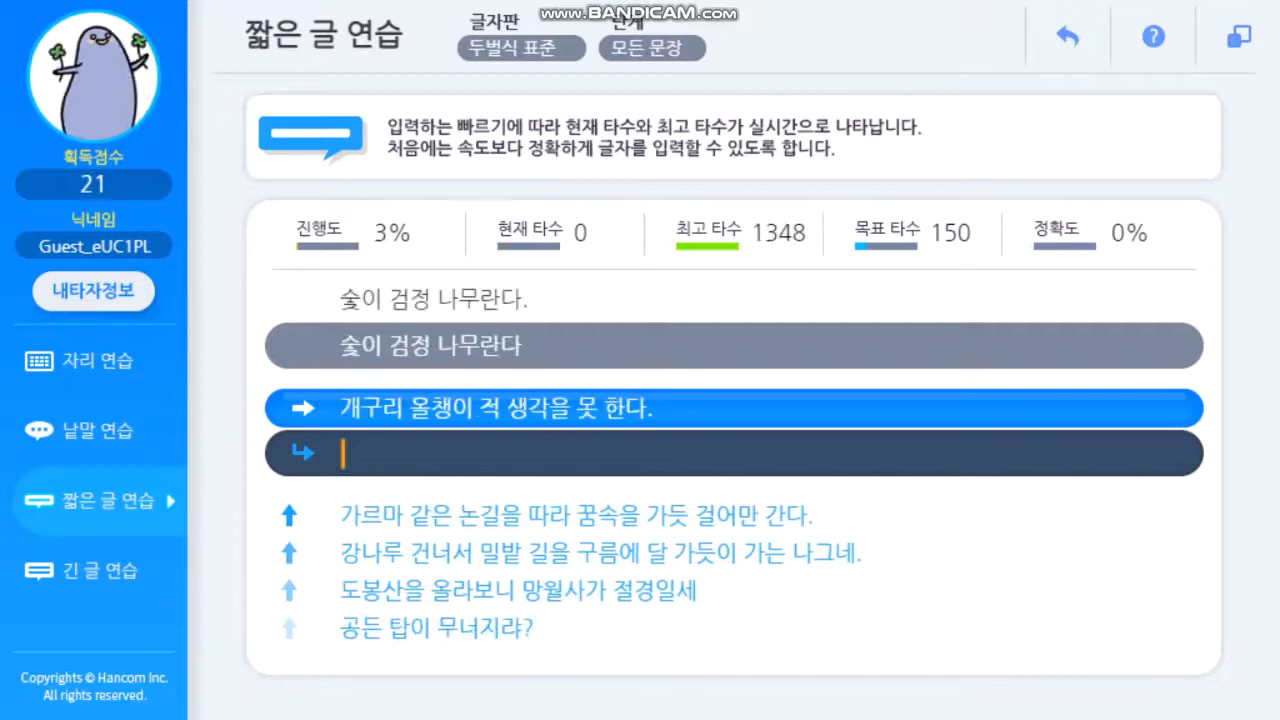 www.BANDICAM.com
짧은 글 연습
글자판
단계
두벌식 표준
모든 문장
획득점수
21
닉네임
Guest_eUC1PL
내타자정보
자리 연습
낱말 연습
짧은 글 연습
긴 글 연습
Copyrights © Hancom Inc.
All rights reserved.
입력하는 빠르기에 따라 현재 타수와 최고 타수가 실시간으로 나타납니다.
처음에는 속도보다 정확하게 글자를 입력할 수 있도록 합니다.
진행도 3% 현재 타수 0 최고 타수 1348 목표 타수 150 정확도 0%
숯이 검정 나무란다.
숯이 검정 나무란다
개구리 올챙이 적 생각을 못 한다.
가르마 같은 논길을 따라 꿈속을 가듯 걸어만 간다.
강나루 건너서 밀밭 길을 구름에 달 가듯이 가는 나그네.
도봉산을 올라보니 망월사가 절경일세
공든 탑이 무너지랴?